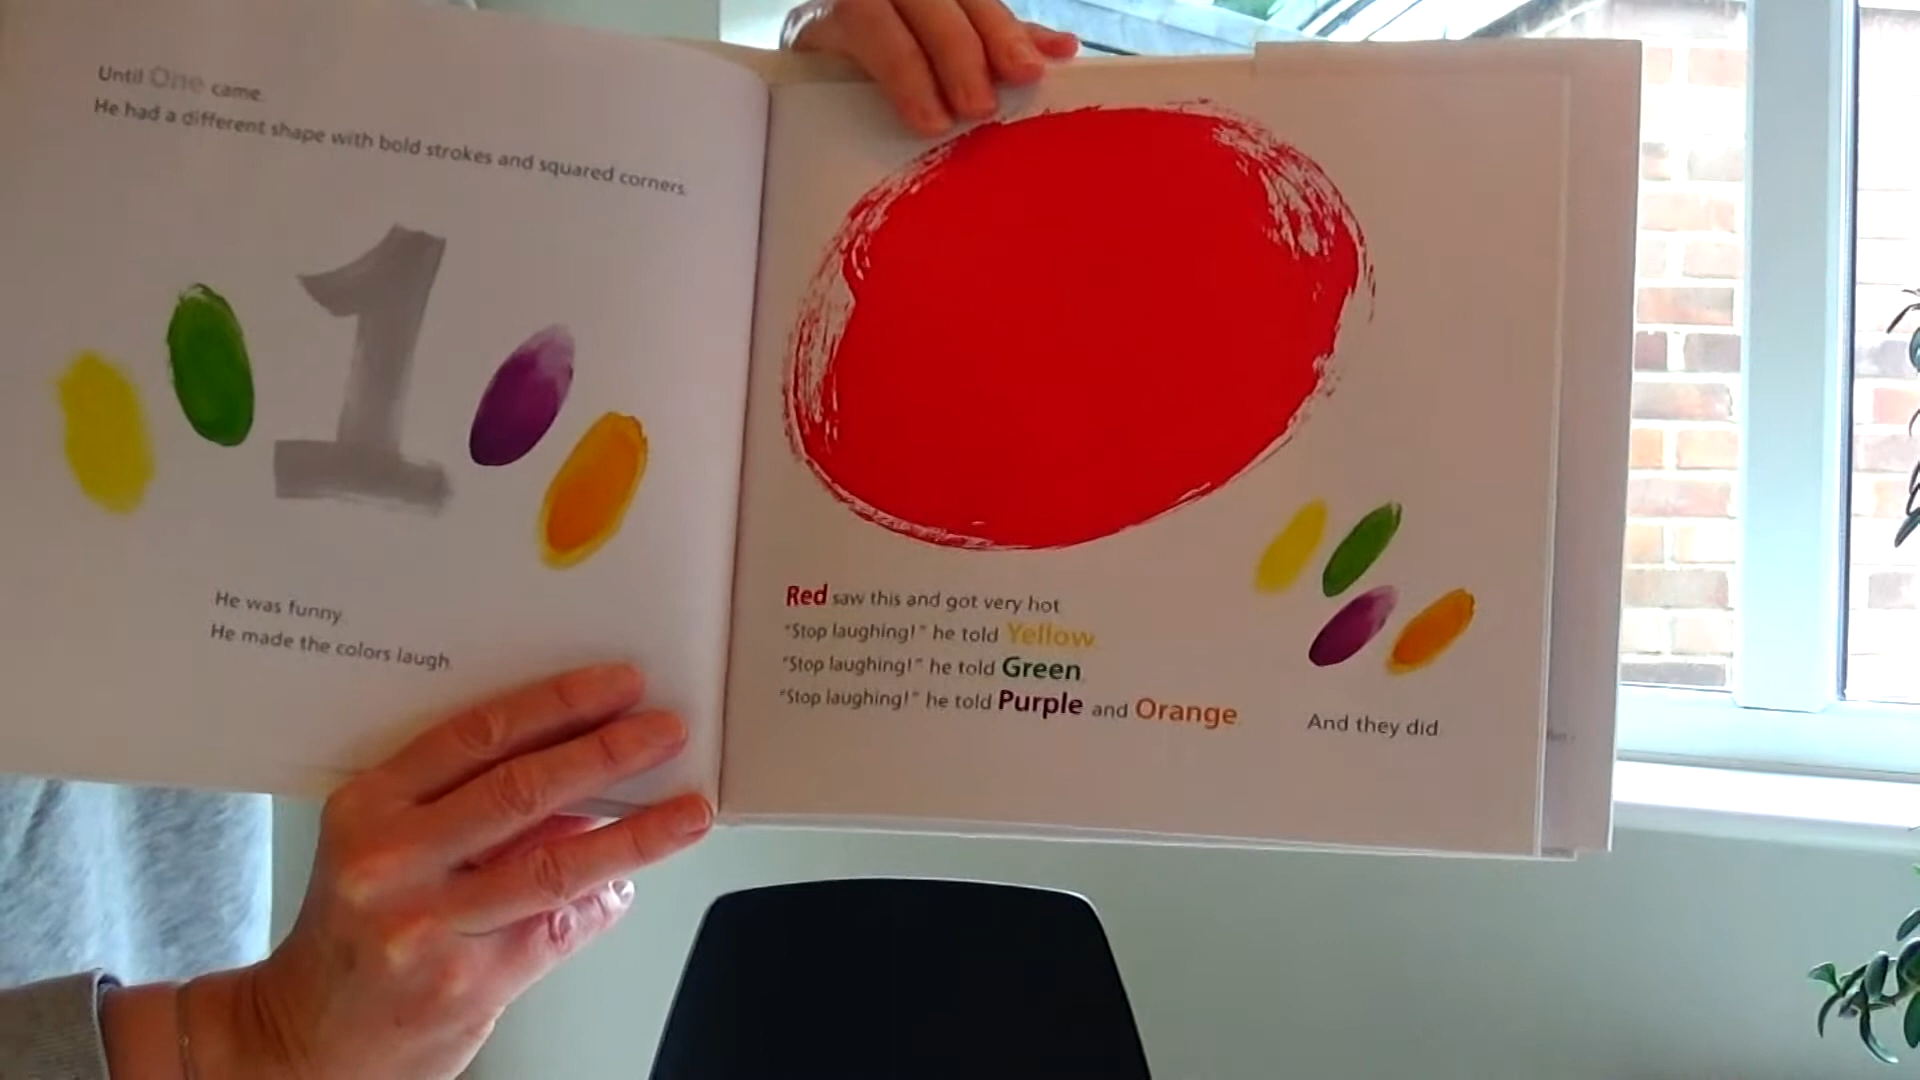 Until One came.
He had a different shape with bold strokes and squared corners.
1
He was funny.
He made the colors laugh.
Red saw this and got very hot.
"Stop laughing!" he told Yellow.
"Stop laughing!" he told Green.
"Stop laughing!" he told Purple and Orange.
And they did.